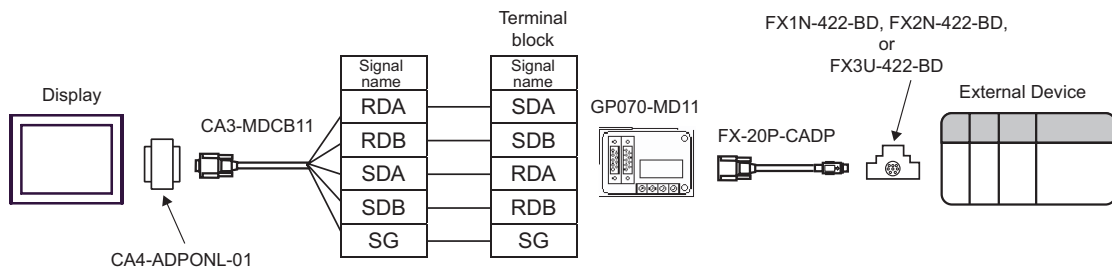 Terminal
block
FX1N-422-BD, FX2N-422-BD,
or
FX3U-422-BD
Display
CA3-MDCB11
GP070-MD11
FX-20P-CADP
External Device
Signal
name
Signal
name
RDA
SDA
RDB
SDB
SDA
RDA
SDB
RDB
SG
SG
CA4-ADPONL-01